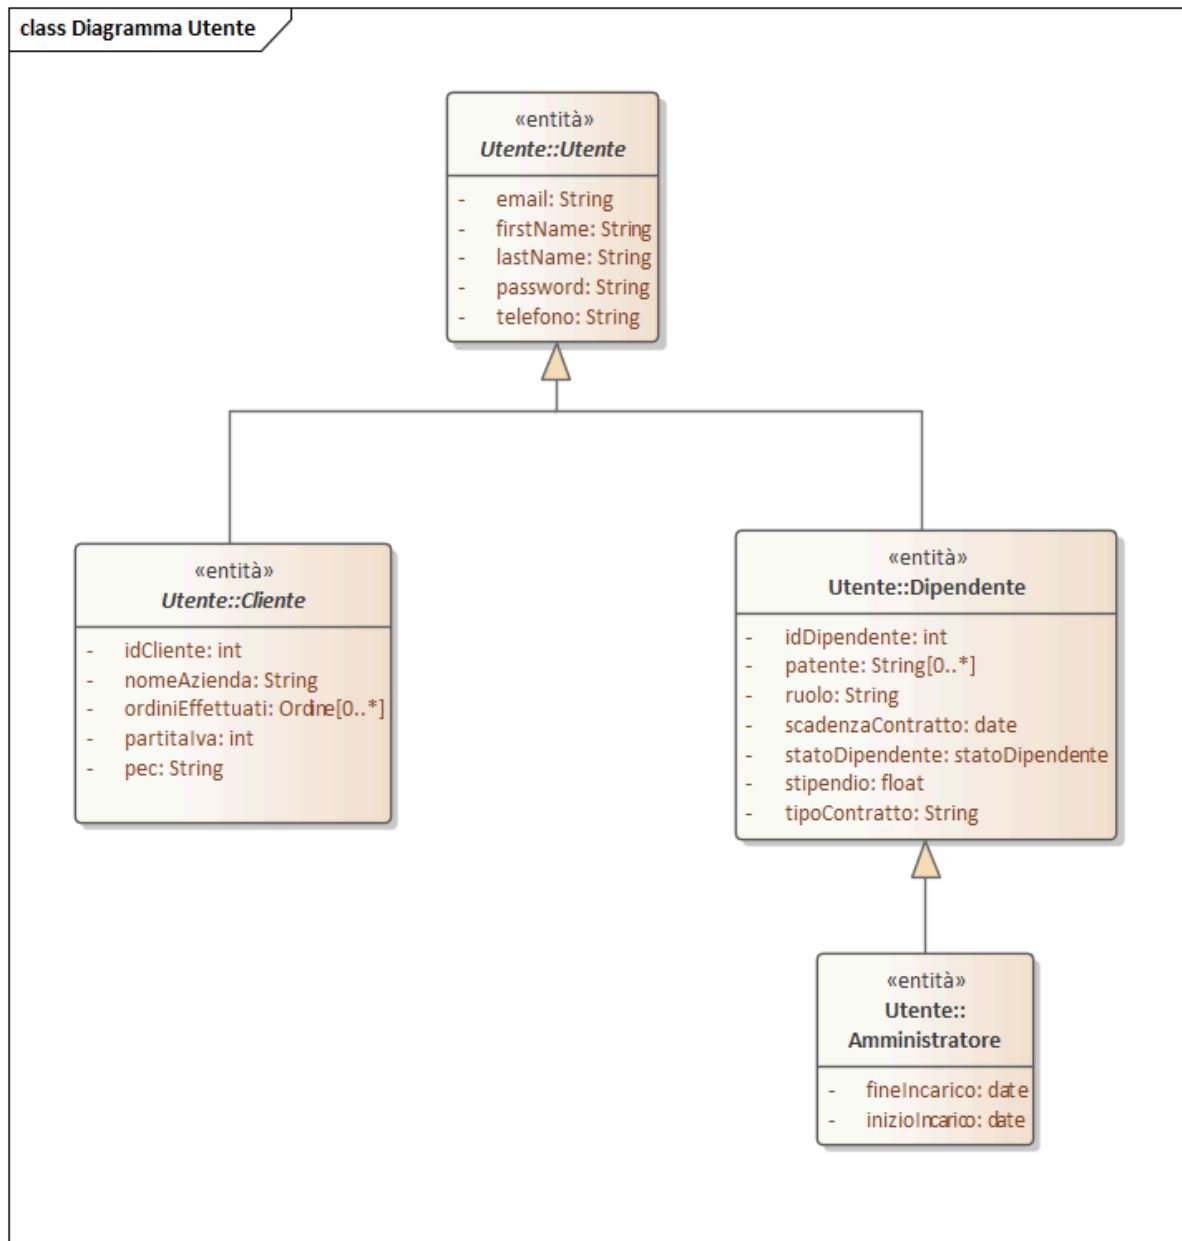 class Diagramma Utente
«entità»
Utente::Utente
- email: String
- firstName: String
- lastName: String
- password: String
- telefono: String
«entità»
Utente::Cliente
- idCliente: int
- nomeAzienda: String
- ordiniEffettuati: Ordine[0..*]
- partitaIva: int
- pec: String
«entità»
Utente::Dipendente
- idDipendente: int
- patente: String[0..*]
- ruolo: String
- scadenzaContratto: date
- statoDipendente: statoDipendente
- stipendio: float
- tipoContratto: String
«entità»
Utente::
Amministratore
- fineIncarico: date
- inizioIncarico: date